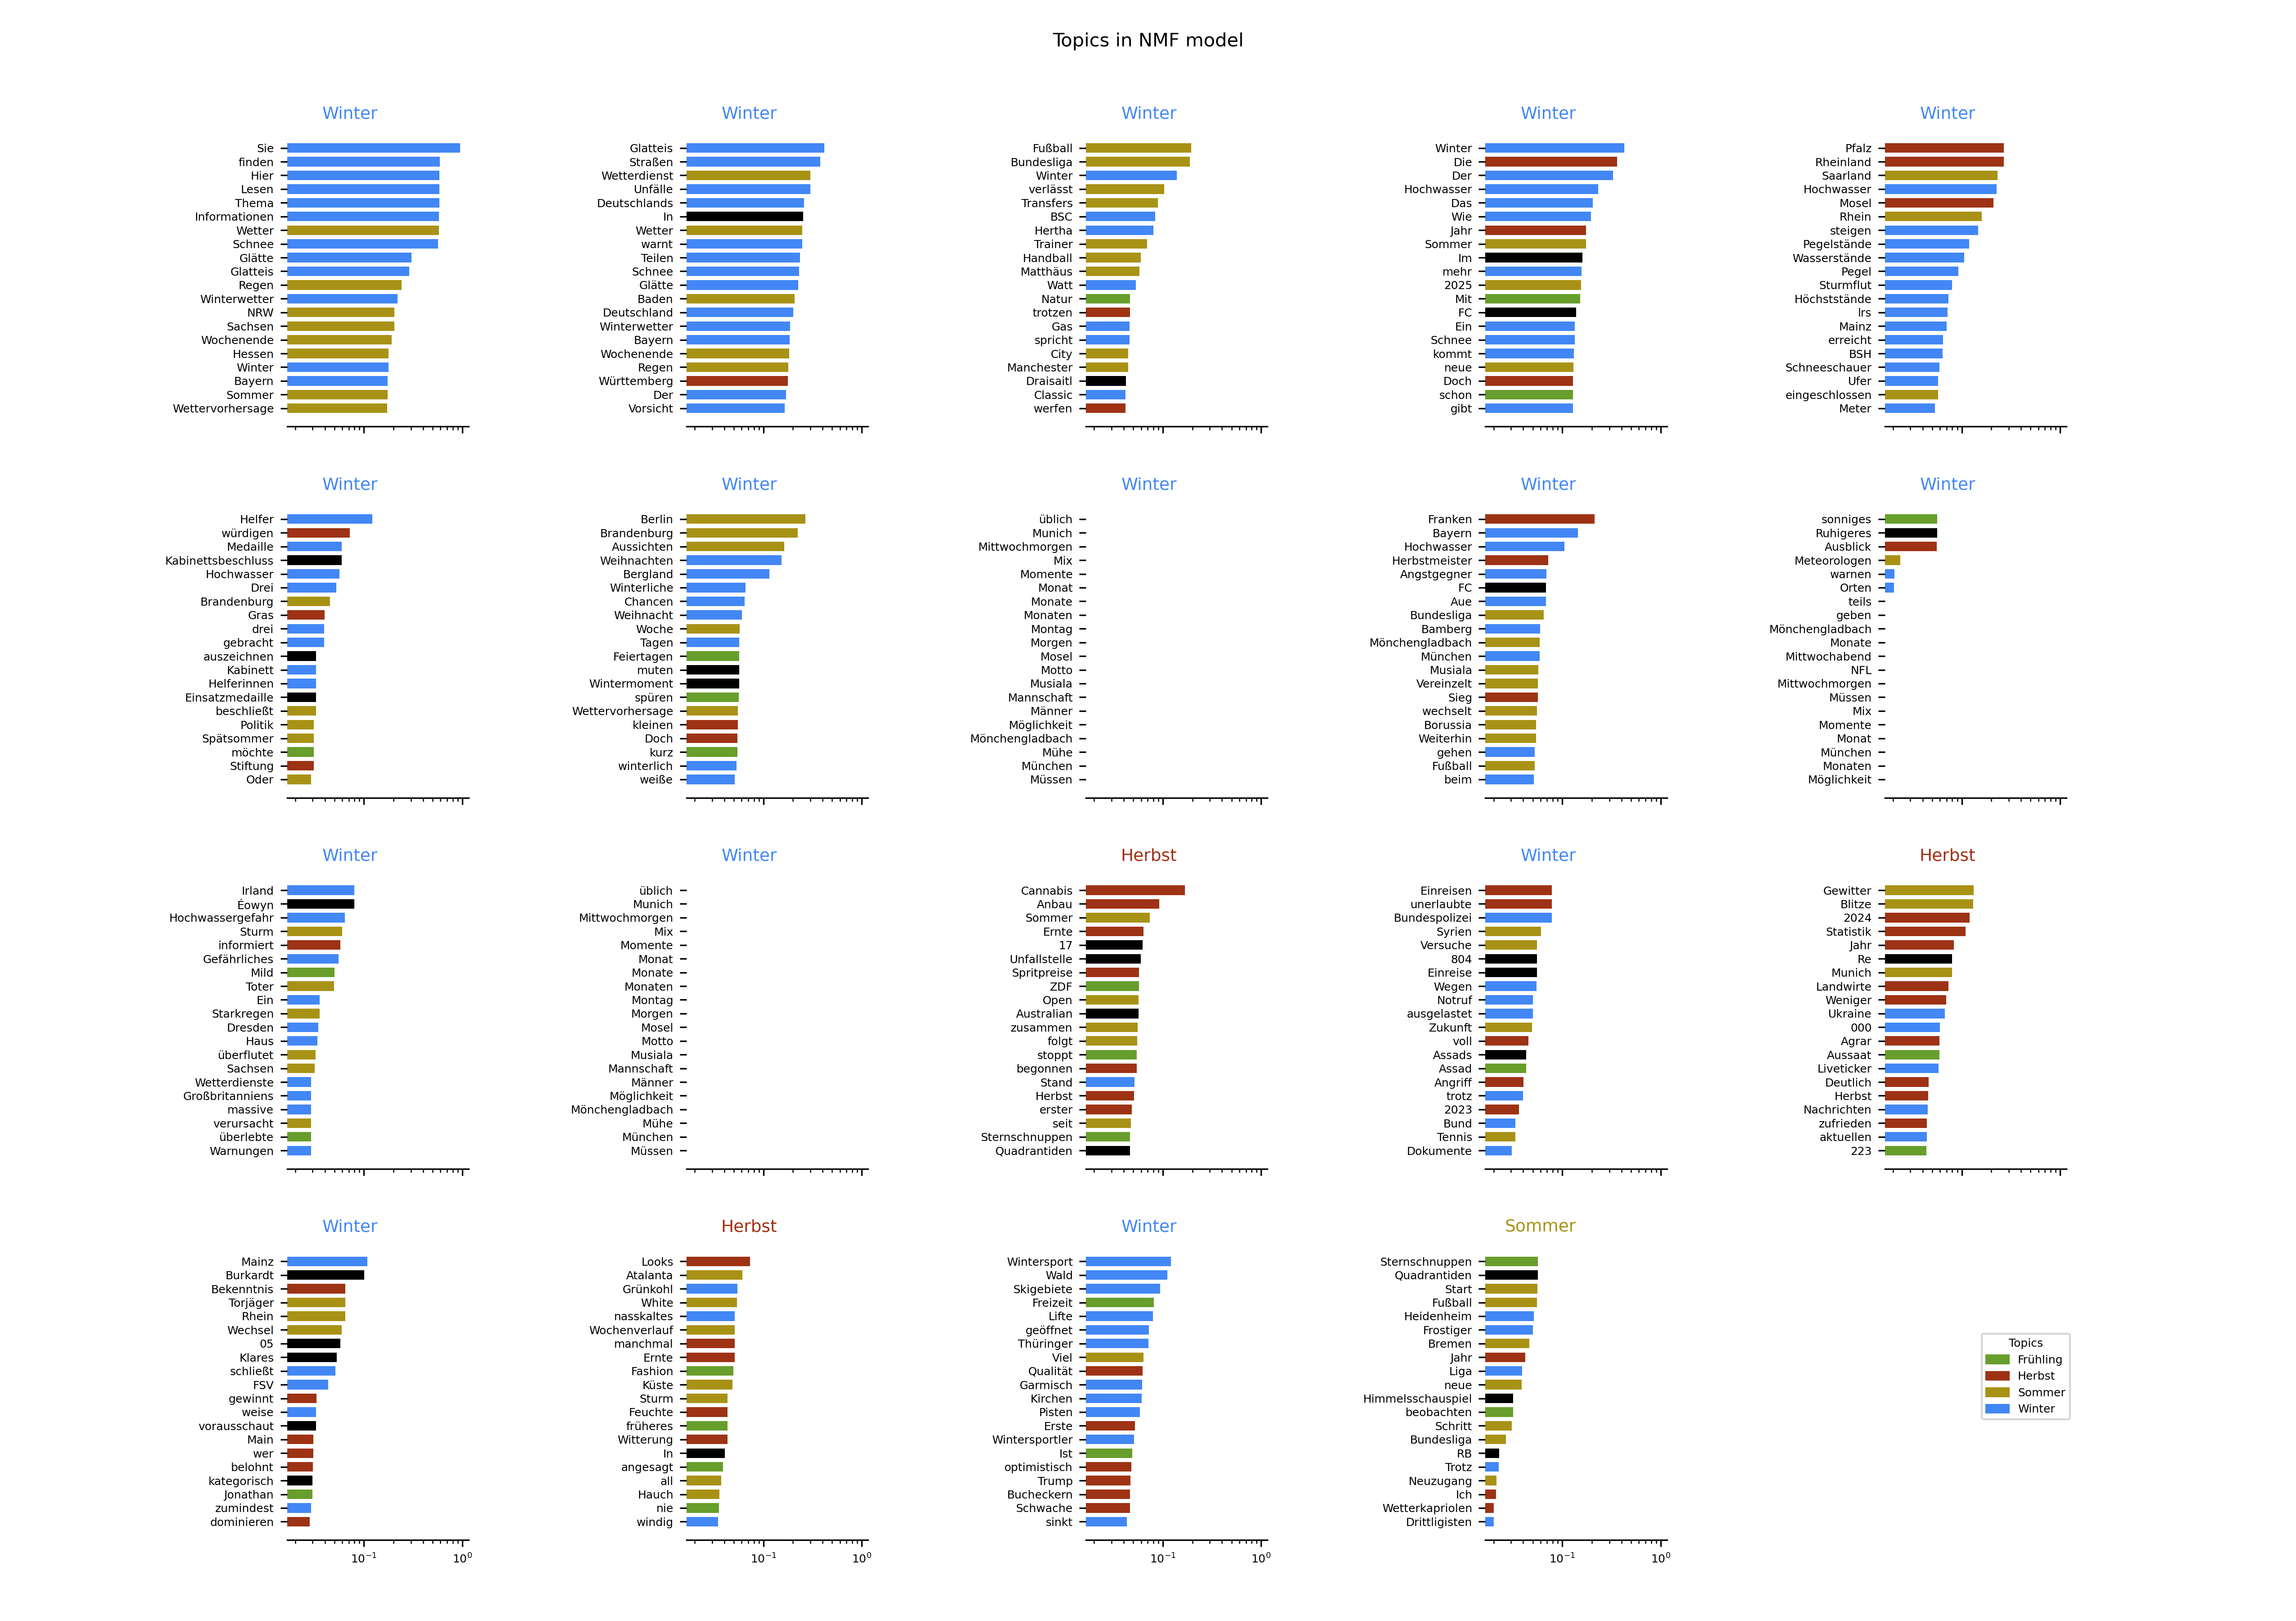 Topics in NMF model
Winter
Sie
finden
Hier
Lesen
Thema
Informationen
Wetter
Schnee
Glätte
Glatteis
Regen
Winterwetter
NRW
Sachsen
Wochenende
Hessen
Winter
Bayern
Sommer
Wettervorhersage
Winter
Glatteis
Straßen
Wetterdienst
Unfälle
Deutschlands
In
Wetter
warnt
Teilen
Schnee
Glätte
Baden
Deutschland
Winterwetter
Bayern
Wochenende
Regen
Württemberg
Der
Vorsicht
Winter
Fußball
Bundesliga
Winter
verlässt
Transfers
BSC
Hertha
Trainer
Handball
Matthäus
Watt
Natur
trotzen
Gas
spricht
City
Manchester
Draisaitl
Classic
werfen
Winter
Winter
Die
Der
Hochwasser
Das
Wie
Jahr
Sommer
Im
mehr
2025
Mit
FC
Ein
Schnee
kommt
neue
Doch
schon
gibt
Winter
Pfalz
Rheinland
Saarland
Hochwasser
Mosel
Rhein
steigen
Pegelstände
Wasserstände
Pegel
Sturmflut
Höchststände
Irs
Mainz
erreicht
BSH
Schneeschauer
Ufer
eingeschlossen
Meter
Winter
Helfer
würdigen
Medaille
Kabinettsbeschluss
Hochwasser
Drei
Brandenburg
Gras
drei
gebracht
auszeichnen
Kabinett
Helferinnen
Einsatzmedaille
beschließt
Politik
Spätsommer
möchte
Stiftung
Oder
Winter
Berlin
Brandenburg
Aussichten
Weihnachten
Bergland
Winterliche
Chancen
Weihnacht
Woche
Tagen
Feiertagen
muten
Wintermoment
spüren
Wettervorhersage
kleinen
Doch
kurz
winterlich
weiße
Winter
üblich
Munich
Mittwochmorgen
Mix
Momente
Monat
Monate
Monaten
Montag
Morgen
Mosel
Motto
Musiala
Mannschaft
Männer
Möglichkeit
Mönchengladbach
Mühe
München
Müssen
Winter
Franken
Bayern
Hochwasser
Herbstmeister
Angstgegner
FC
Aue
Bundesliga
Bamberg
Mönchengladbach
München
Musiala
Vereinzelt
Sieg
wechselt
Borussia
Weiterhin
gehen
Fußball
beim
Winter
sonniges
Ruhigeres
Ausblick
Meteorologen
warnen
Orten
teils
geben
Mönchengladbach
Monate
Mittwochabend
NFL
Mittwochmorgen
Müssen
Mix
Momente
Monat
München
Monaten
Möglichkeit
Winter
Irland
Éowyn
Hochwassergefahr
Sturm
informiert
Gefährliches
Mild
Toter
Ein
Starkregen
Dresden
Haus
überflutet
Sachsen
Wetterdienste
Großbritanniens
massive
verursacht
überlebte
Warnungen
Winter
üblich
Munich
Mittwochmorgen
Mix
Momente
Monat
Monate
Monaten
Montag
Morgen
Mosel
Motto
Musiala
Mannschaft
Männer
Möglichkeit
Mönchengladbach
Mühe
München
Müssen
Herbst
Cannabis
Anbau
Sommer
Ernte
17
Unfallstelle
Spritpreise
ZDF
Open
Australian
zusammen
folgt
stoppt
begonnen
Stand
Herbst
erster
seit
Sternschnuppen
Quadrantiden
Winter
Einreisen
unerlaubte
Bundespolizei
Syrien
Versuche
804
Einreise
Wegen
Notruf
ausgelastet
Zukunft
voll
Assads
Assad
Angriff
trotz
2023
Bund
Tennis
Dokumente
Herbst
Gewitter
Blitze
2024
Statistik
Jahr
Re
Munich
Landwirte
Weniger
Ukraine
000
Agrar
Aussaat
Liveticker
Deutlich
Herbst
Nachrichten
zufrieden
aktuellen
223
Winter
Mainz
Burkardt
Bekenntnis
Torjäger
Rhein
Wechsel
05
Klares
schließt
FSV
gewinnt
weise
vorausschaut
Main
wer
belohnt
kategorisch
Jonathan
zumindest
dominieren
10⁻¹ 10⁰
Herbst
Looks
Atalanta
Grünkohl
White
nasskaltes
Wochenverlauf
manchmal
Ernte
Fashion
Küste
Sturm
Feuchte
früheres
Witterung
In
angesagt
all
Hauch
nie
windig
10⁻¹ 10⁰
Winter
Wintersport
Wald
Skigebiete
Freizeit
Lifte
geöffnet
Thüringer
Viel
Qualität
Garmisch
Kirchen
Pisten
Erste
Wintersportler
Ist
optimistisch
Trump
Bucheckern
Schwache
sinkt
10⁻¹ 10⁰
Sommer
Sternschnuppen
Quadrantiden
Start
Fußball
Heidenheim
Frostiger
Bremen
Jahr
Liga
neue
Himmelsschauspiel
beobachten
Schritt
Bundesliga
RB
Trotz
Neuzugang
Ich
Wetterkapriolen
Drittligisten
10⁻¹ 10⁰
Topics
Frühling
Herbst
Sommer
Winter